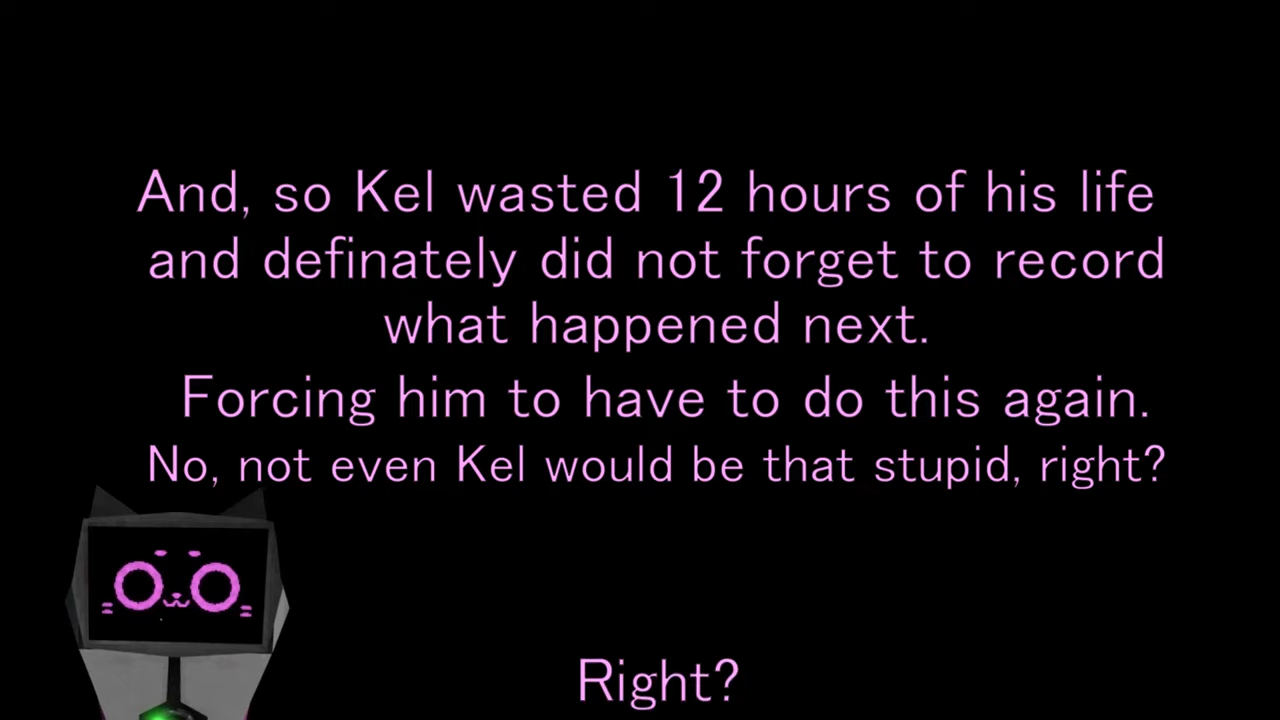 And, so Kel wasted 12 hours of his life
and definately did not forget to record
what happened next.
Forcing him to have to do this again.
No, not even Kel would be that stupid, right?
Right?